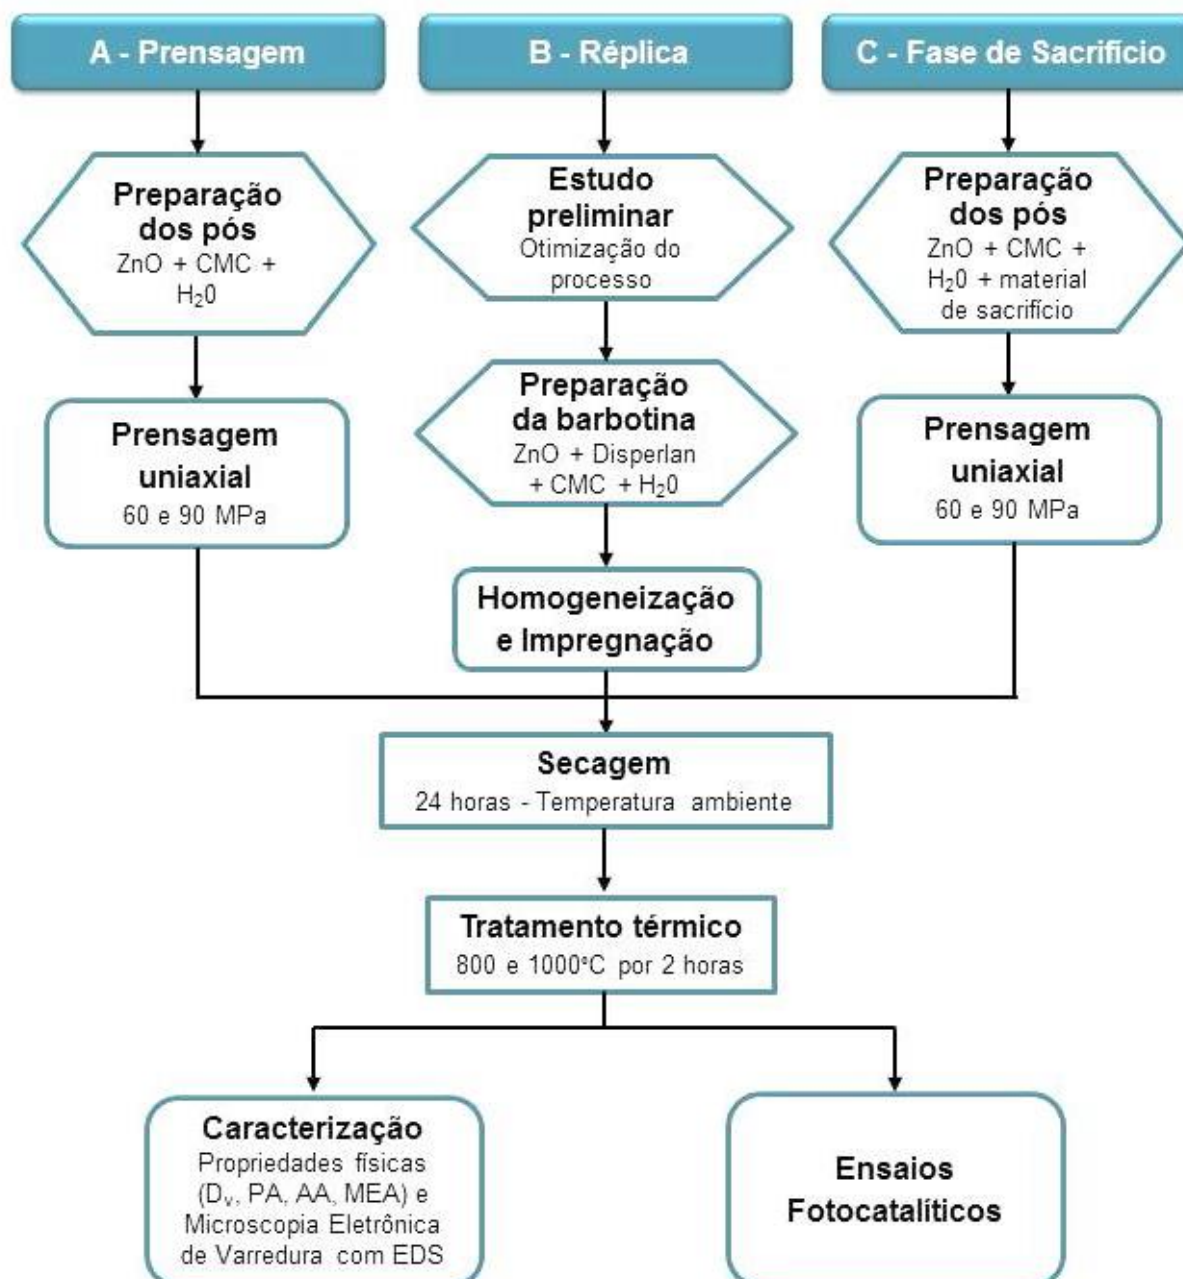 A - Prensagem
B - Réplica
C - Fase de Sacrifício
Preparação
dos pós
ZnO + CMC +
H₂0
Estudo
preliminar
Otimização do
processo
Preparação
dos pós
ZnO + CMC +
H₂0 + material
de sacrifício
Prensagem
uniaxial
60 e 90 MPa
Preparação
da barbotina
ZnO + Disperlan
+ CMC + H₂0
Prensagem
uniaxial
60 e 90 MPa
Homogeneização
e Impregnação
Secagem
24 horas - Temperatura ambiente
Tratamento térmico
800 e 1000°C por 2 horas
Caracterização
Propriedades físicas
(Dᵥ, PA, AA, MEA) e
Microscopia Eletrônica
de Varredura com EDS
Ensaios
Fotocatalíticos